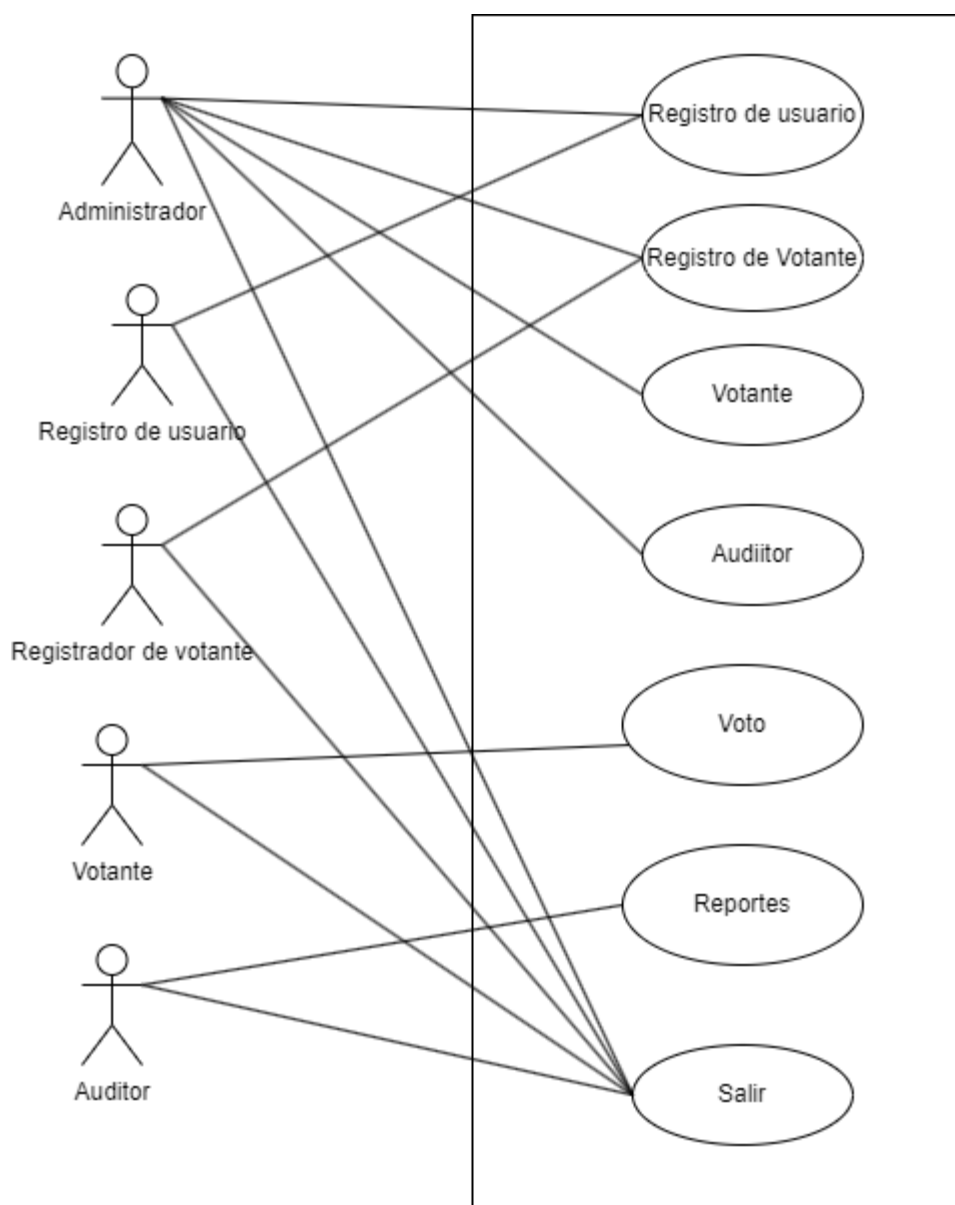 Administrador
Registro de usuario
Registrador de votante
Votante
Auditor
Registro de usuario
Registro de Votante
Votante
Audiitor
Voto
Reportes
Salir